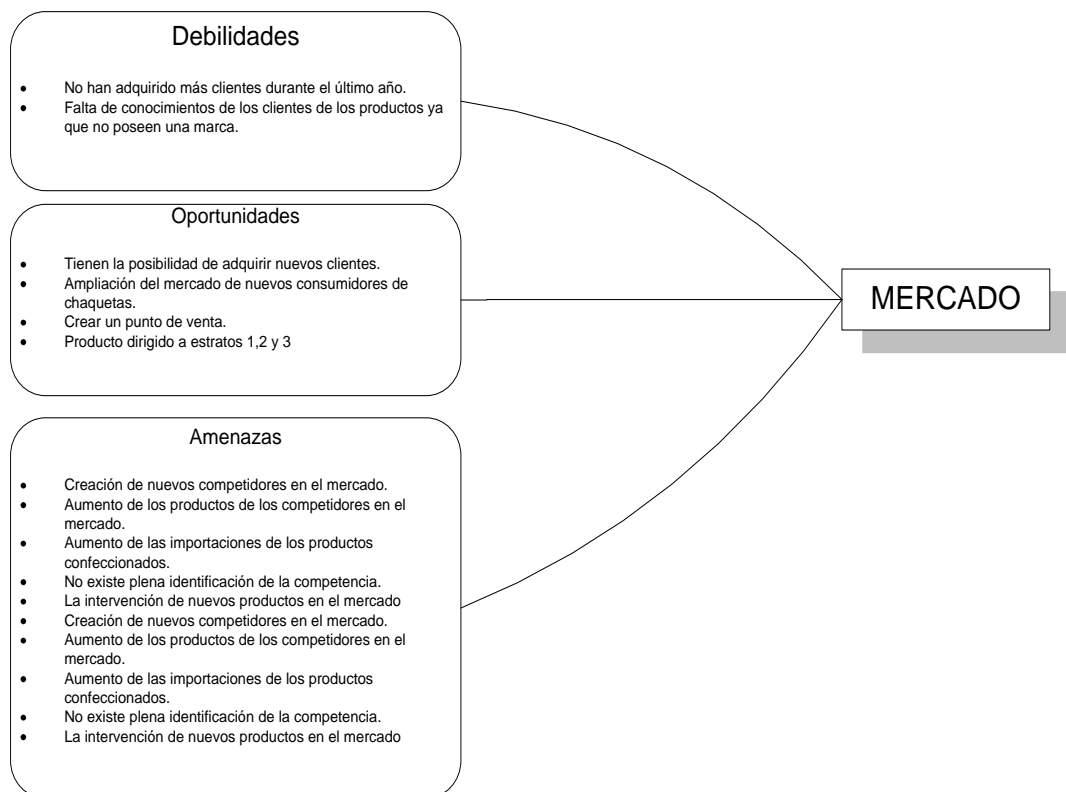 Debilidades
• No han adquirido más clientes durante el último año.
• Falta de conocimientos de los clientes de los productos ya
que no poseen una marca.
Oportunidades
• Tienen la posibilidad de adquirir nuevos clientes.
• Ampliación del mercado de nuevos consumidores de
chaquetas.
• Crear un punto de venta.
• Producto dirigido a estratos 1,2 y 3
MERCADO
Amenazas
• Creación de nuevos competidores en el mercado.
• Aumento de los productos de los competidores en el
mercado.
• Aumento de las importaciones de los productos
confeccionados.
• No existe plena identificación de la competencia.
• La intervención de nuevos productos en el mercado
• Creación de nuevos competidores en el mercado.
• Aumento de los productos de los competidores en el
mercado.
• Aumento de las importaciones de los productos
confeccionados.
• No existe plena identificación de la competencia.
• La intervención de nuevos productos en el mercado